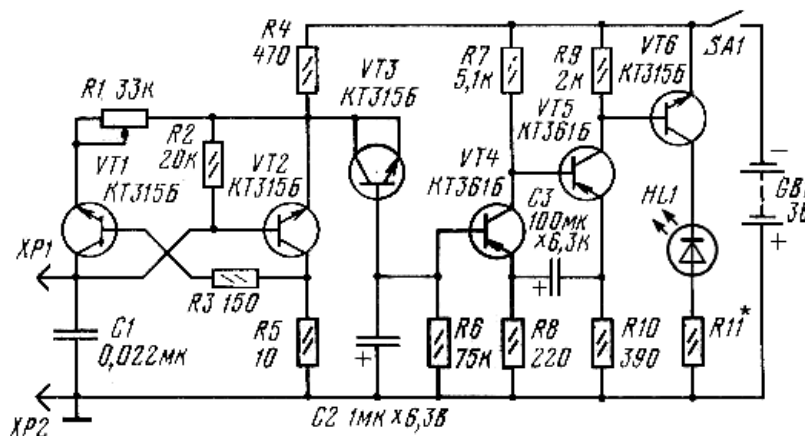 R4
470
R1 33к
R2
20к
VT1
КТ315Б
VT2
КТ315Б
VT3
КТ315Б
R7
5,1к
R9
2к
VT6
КТ315Б
SA1
VT5
КТ361Б
VT4
КТ361Б
C3
100мк
×6,3к
HL1
GB1
3В
XP1
R3 150
C1
0,022мк
R5
10
R6
75к
R8
220
R10
390
R11*
XP2
C2 1мк ×6,3В